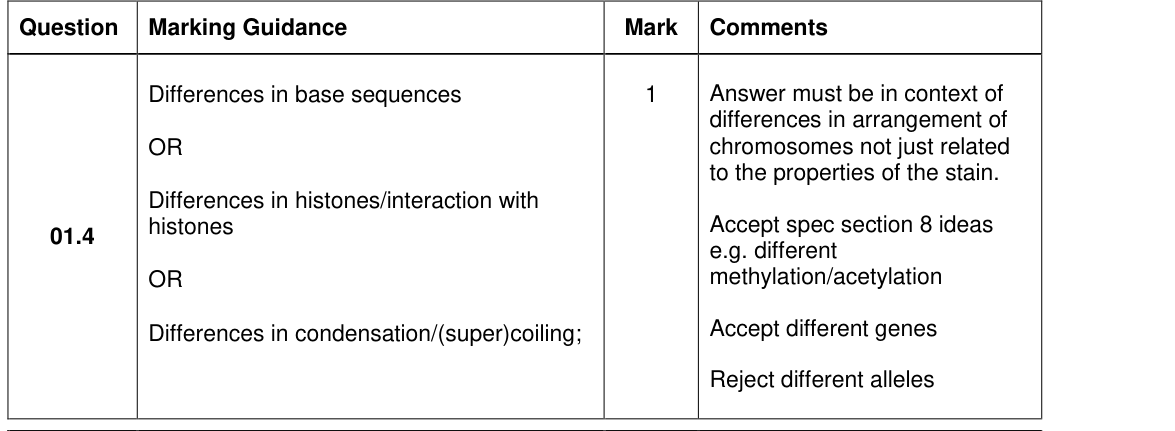 Question Marking Guidance Mark Comments
01.4
Differences in base sequences
OR
Differences in histones/interaction with
histones
OR
Differences in condensation/(super)coiling;
1
Answer must be in context of
differences in arrangement of
chromosomes not just related
to the properties of the stain.
Accept spec section 8 ideas
e.g. different
methylation/acetylation
Accept different genes
Reject different alleles